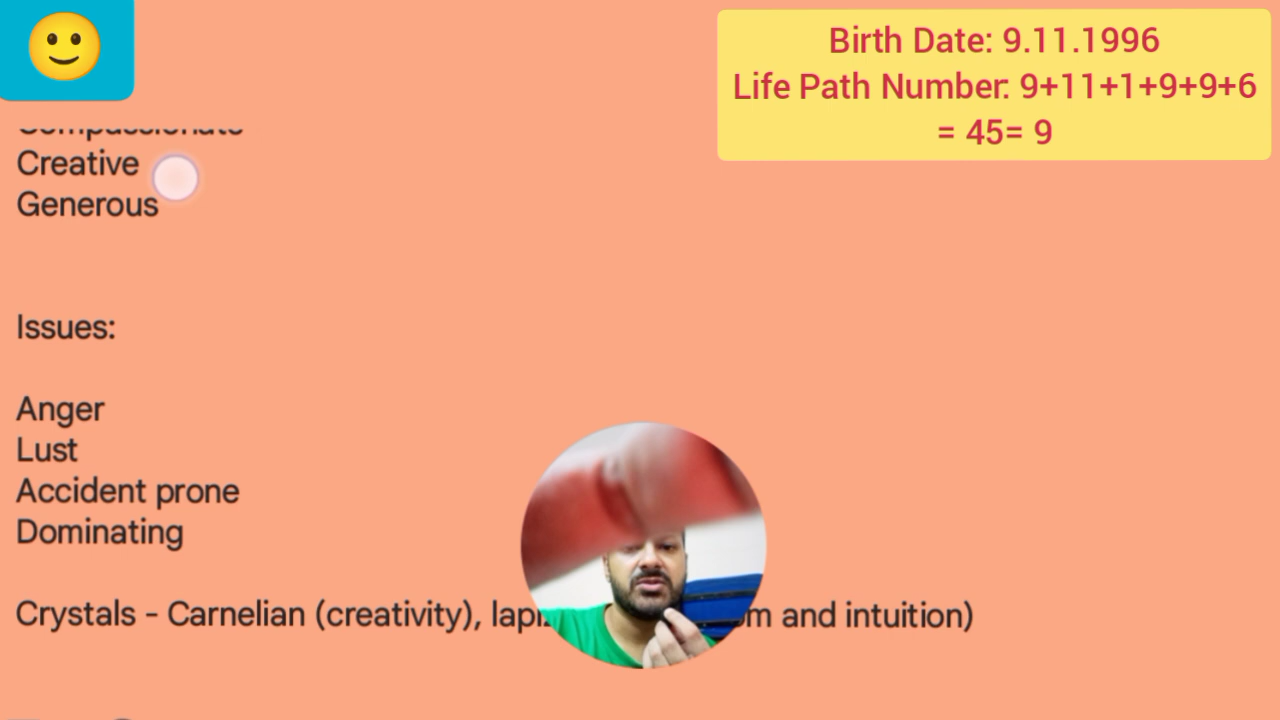 Birth Date: 9.11.1996
Life Path Number: 9+11+1+9+9+6
= 45= 9
Compassionate
Creative
Generous
Issues:
Anger
Lust
Accident prone
Dominating
Crystals - Carnelian (creativity), and intuition)